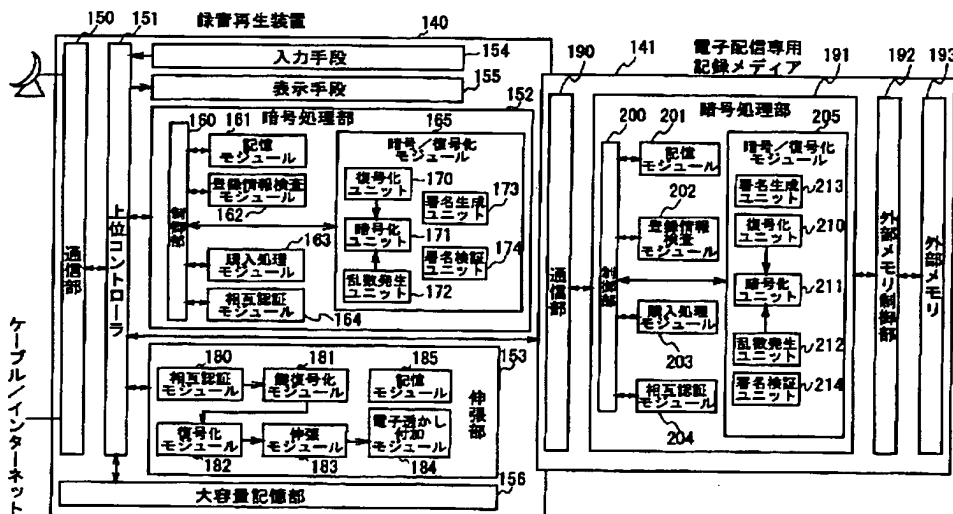 録音再生装置
140
150
151
入力手段
154
表示手段
155
152
暗号処理部
160
161
記憶
モジュール
登録情報検査
モジュール
162
163
購入処理
モジュール
相互認証
モジュール
164
制御部
165
暗号/復号化
モジュール
復号化
ユニット
170
暗号化
ユニット
171
乱数発生
ユニット
172
173
署名生成
ユニット
174
署名検証
ユニット
通信部
上位コントローラ
ケーブル/インターネット
153
伸張部
180
相互認証
モジュール
181
鍵復号化
モジュール
185
記憶
モジュール
復号化
モジュール
182
伸張
モジュール
183
電子透かし
付加
モジュール
184
大容量記憶部
156
電子配信専用
記録メディア
141
190
通信部
191
暗号処理部
200
制御部
201
記憶
モジュール
202
登録情報
検査
モジュール
購入処理
モジュール
203
相互認証
モジュール
204
205
暗号/復号化
モジュール
署名生成
ユニット
213
復号化
ユニット
210
暗号化
ユニット
211
乱数発生
ユニット
212
署名検証
ユニット
214
192
外部メモリ制御部
193
外部メモリ